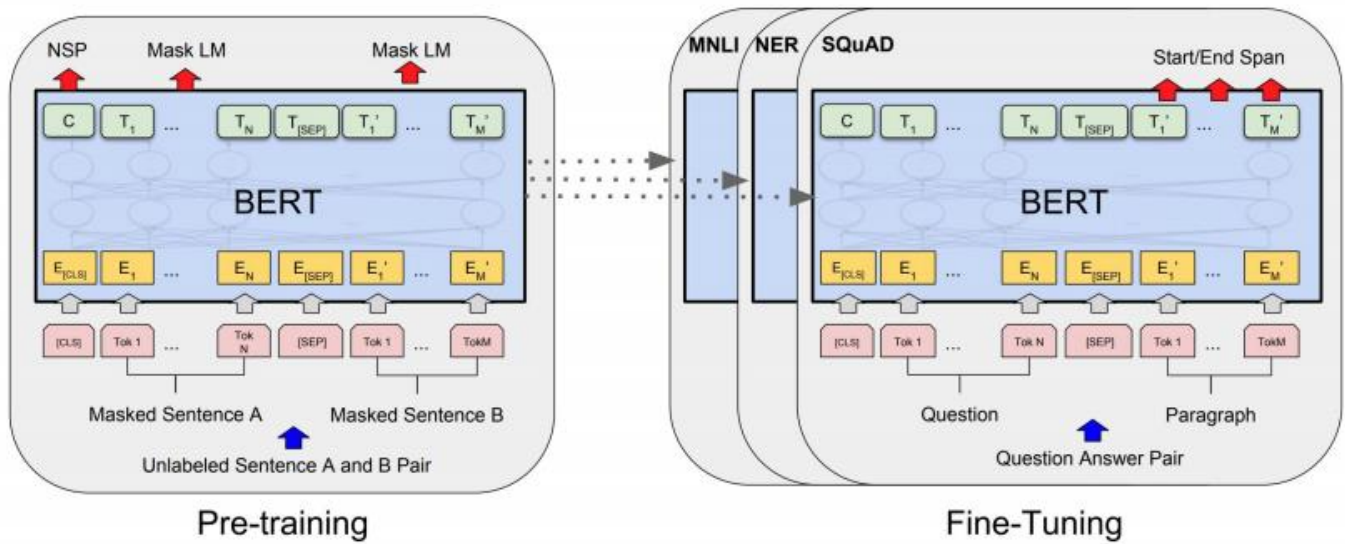 NSP Mask LM Mask LM
C T1 ... TN T[SEP] T1' ... TM'
BERT
E[CLS] E1 ... EN E[SEP] E1' ... EM'
[CLS] Tok 1 ... Tok N [SEP] Tok 1 ... TokM
Masked Sentence A Masked Sentence B
Unlabeled Sentence A and B Pair
Pre-training
MNLI NER SQuAD
Start/End Span
C T1 ... TN T[SEP] T1' ... TM'
BERT
E[CLS] E1 ... EN E[SEP] E1' ... EM'
[CLS] Tok 1 ... Tok N [SEP] Tok 1 ... TokM
Question Paragraph
Question Answer Pair
Fine-Tuning